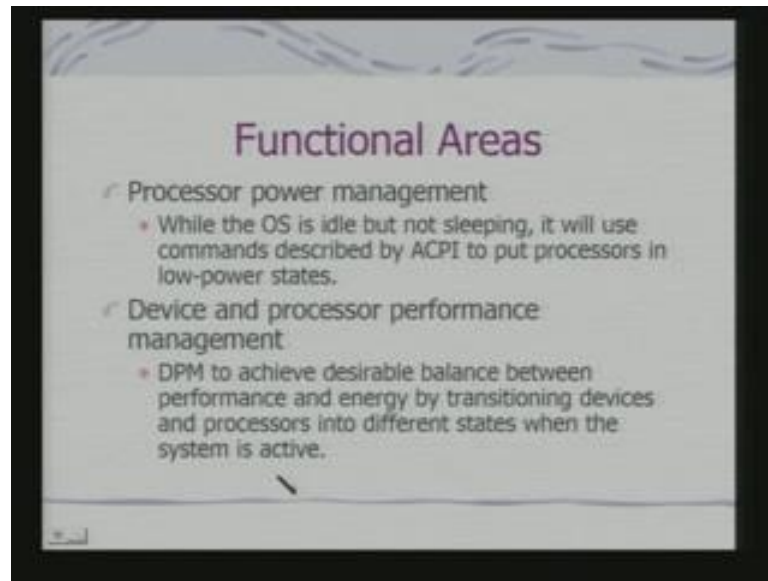 Functional Areas
Processor power management
While the OS is idle but not sleeping, it will use
commands described by ACPI to put processors in
low-power states.
Device and processor performance
management
DPM to achieve desirable balance between
performance and energy by transitioning devices
and processors into different states when the
system is active.